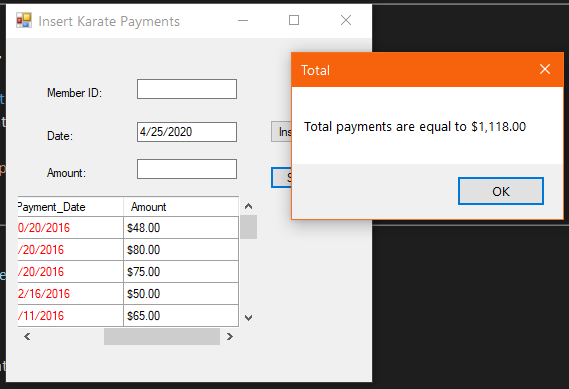 Insert Karate Payments
Total
Total payments are equal to $1,118.00
OK
Member ID:
Date: 4/25/2020
Amount:
Payment_Date Amount
0/20/2016 $48.00
/20/2016 $80.00
/20/2016 $75.00
2/16/2016 $50.00
/11/2016 $65.00